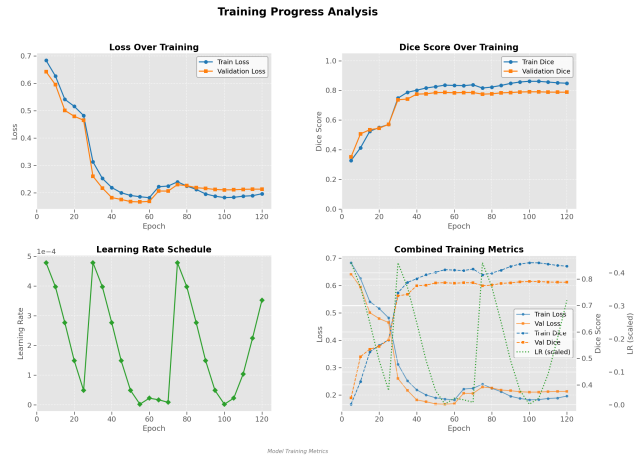 Training Progress Analysis
Loss Over Training
Train Loss
Validation Loss
0.7
0.6
0.5
0.4
0.3
0.2
Loss
0
20
40
60
80
100
120
Epoch
Dice Score Over Training
Train Dice
Validation Dice
1.0
0.8
0.6
0.4
0.2
0.0
Dice Score
0
20
40
60
80
100
120
Epoch
Learning Rate Schedule
1e−4
5
4
3
2
1
0
Learning Rate
0
20
40
60
80
100
120
Epoch
Combined Training Metrics
0.7
0.6
0.5
0.4
0.3
0.2
Loss
Train Loss
Val Loss
Train Dice
Val Dice
LR (scaled)
0.8
0.7
0.6
0.5
0.4
Dice Score
0.4
0.3
0.2
0.1
0.0
LR (scaled)
0
20
40
60
80
100
120
Epoch
Model Training Metrics